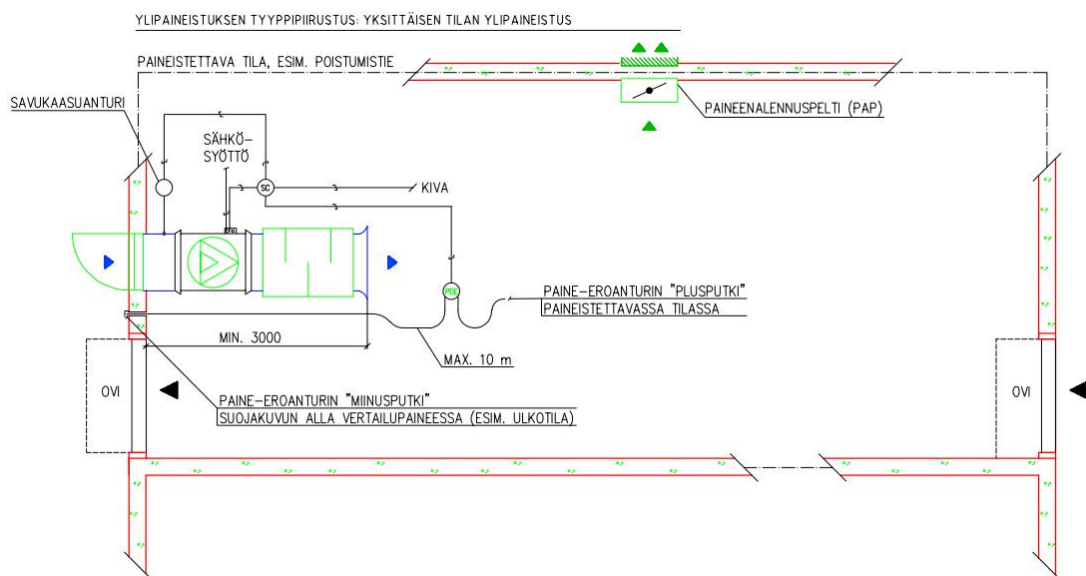 YLIPAINEISTUKSEN TYYPPIPIIRUSTUS: YKSITTÄISEN TILAN YLIPAINEISTUS
PAINEISTETTAVA TILA, ESIM. POISTUMISTIE
SAVUKAASUANTURI
PAINEENALENNUSPELTI (PAP)
SÄHKÖ-
SYÖTTÖ
SC
KIVA
PDE
PAINE-EROANTURIN "PLUSPUTKI"
PAINEISTETTAVASSA TILASSA
MIN. 3000
MAX. 10 m
OVI
PAINE-EROANTURIN "MIINUSPUTKI"
SUOJAKUVUN ALLA VERTAILUPAINEESSA (ESIM. ULKOTILA)
OVI